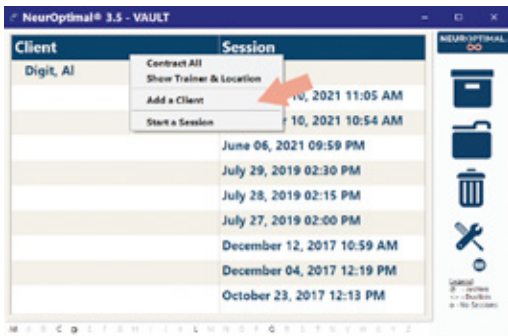 NeurOptimal® 3.5 - VAULT
NEUROPTIMAL
Client Session
Digit, Al
Contract All
Show Trainer & Location
Add a Client
Start a Session
10, 2021 11:05 AM
10, 2021 10:54 AM
June 06, 2021 09:59 PM
July 29, 2019 02:30 PM
July 28, 2019 02:15 PM
July 27, 2019 02:00 PM
December 12, 2017 10:59 AM
December 04, 2017 12:19 PM
October 23, 2017 12:13 PM